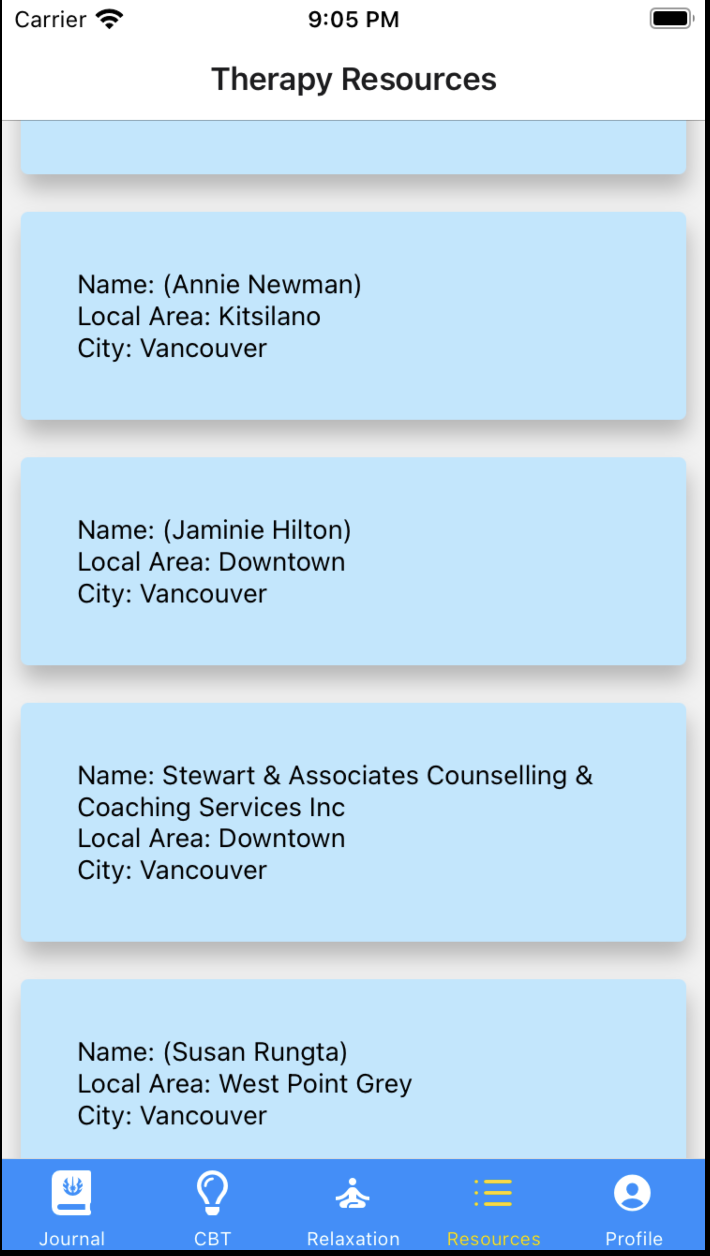 Carrier 9:05 PM
Therapy Resources
Name: (Annie Newman)
Local Area: Kitsilano
City: Vancouver
Name: (Jaminie Hilton)
Local Area: Downtown
City: Vancouver
Name: Stewart & Associates Counselling &
Coaching Services Inc
Local Area: Downtown
City: Vancouver
Name: (Susan Rungta)
Local Area: West Point Grey
City: Vancouver
Journal CBT Relaxation Resources Profile